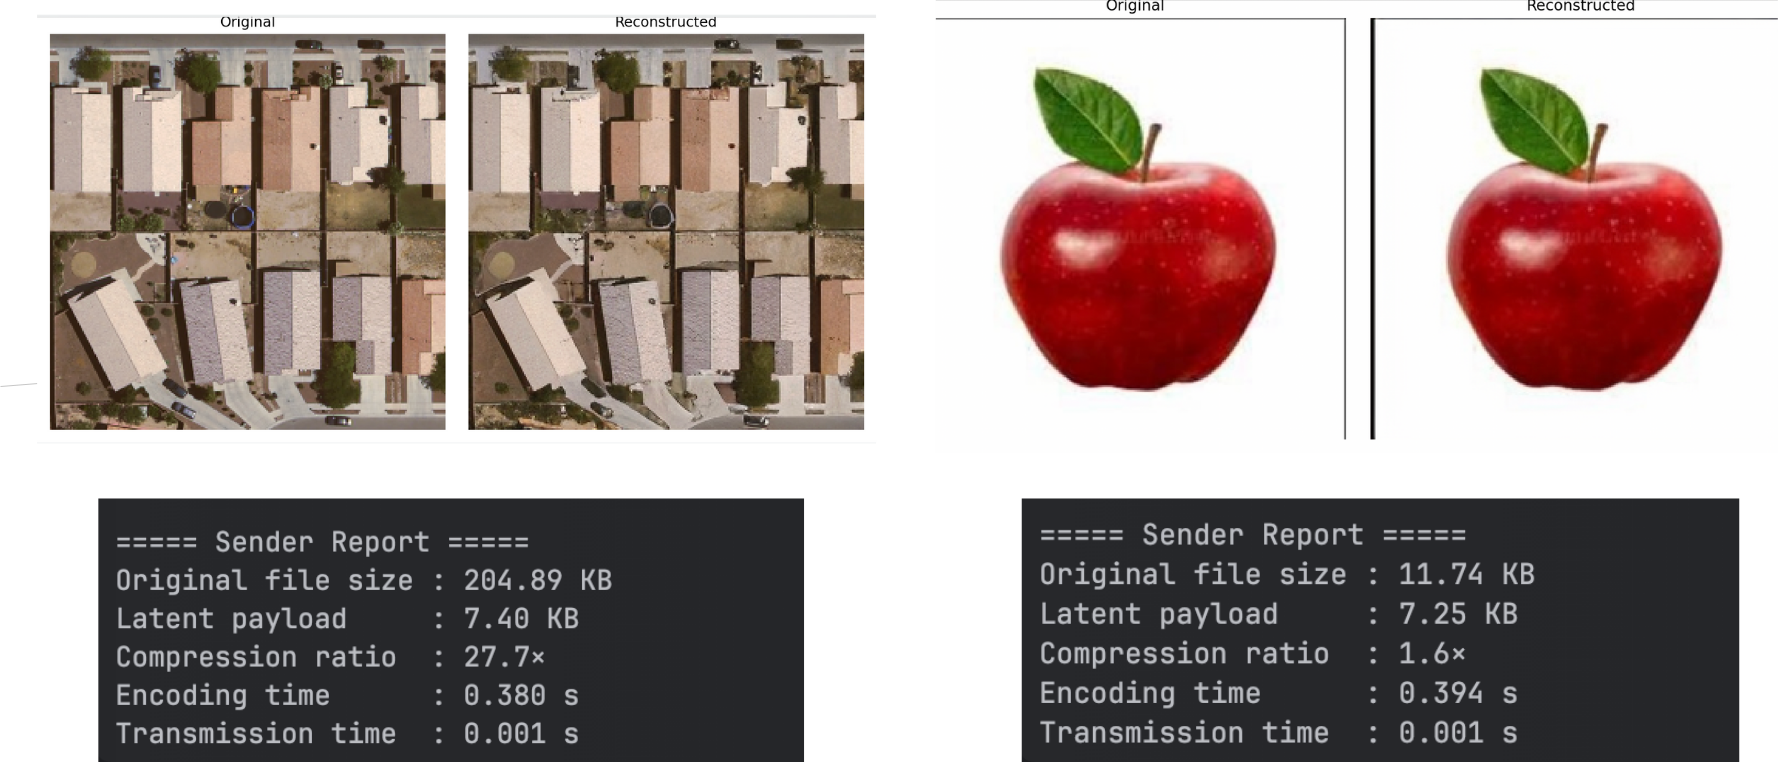 Original
Reconstructed
Original
Reconstructed
===== Sender Report =====
Original file size : 204.89 KB
Latent payload     : 7.40 KB
Compression ratio  : 27.7×
Encoding time      : 0.380 s
Transmission time  : 0.001 s
===== Sender Report =====
Original file size : 11.74 KB
Latent payload     : 7.25 KB
Compression ratio  : 1.6×
Encoding time      : 0.394 s
Transmission time  : 0.001 s